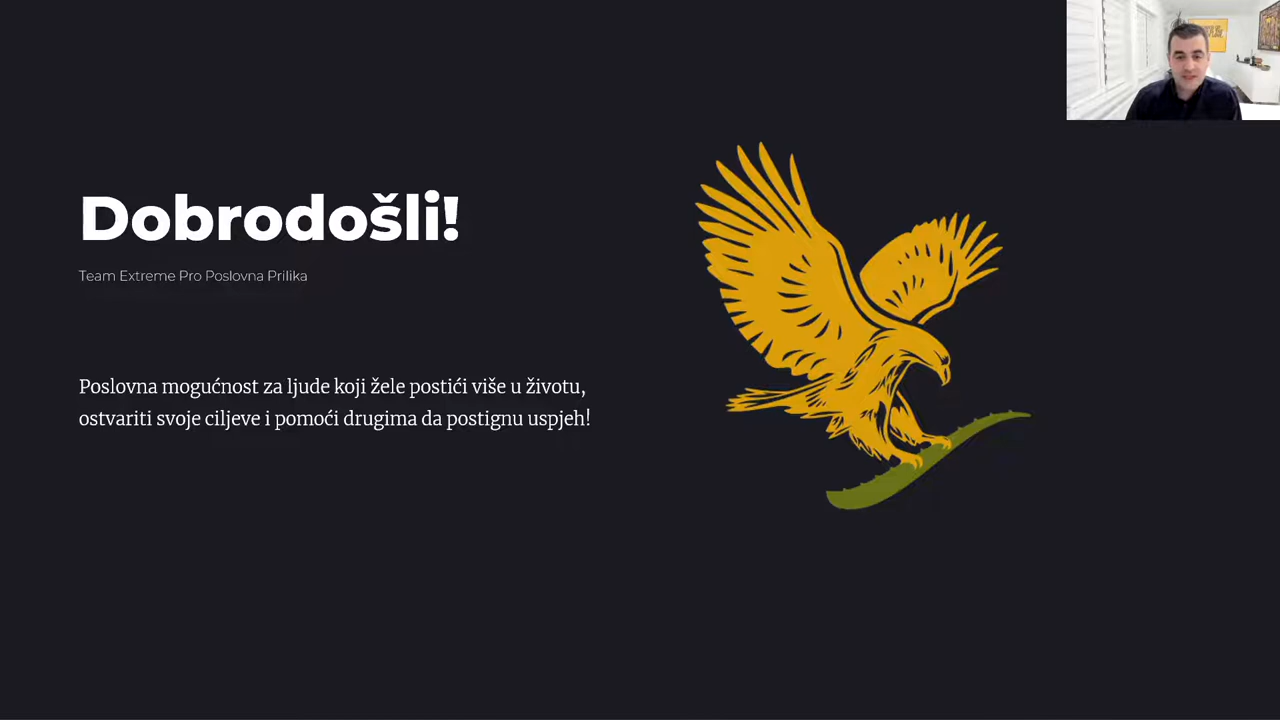 Dobrodošli!
Team Extreme Pro Poslovna Prilika
Poslovna mogućnost za ljude koji žele postići više u životu,
ostvariti svoje ciljeve i pomoći drugima da postignu uspjeh!